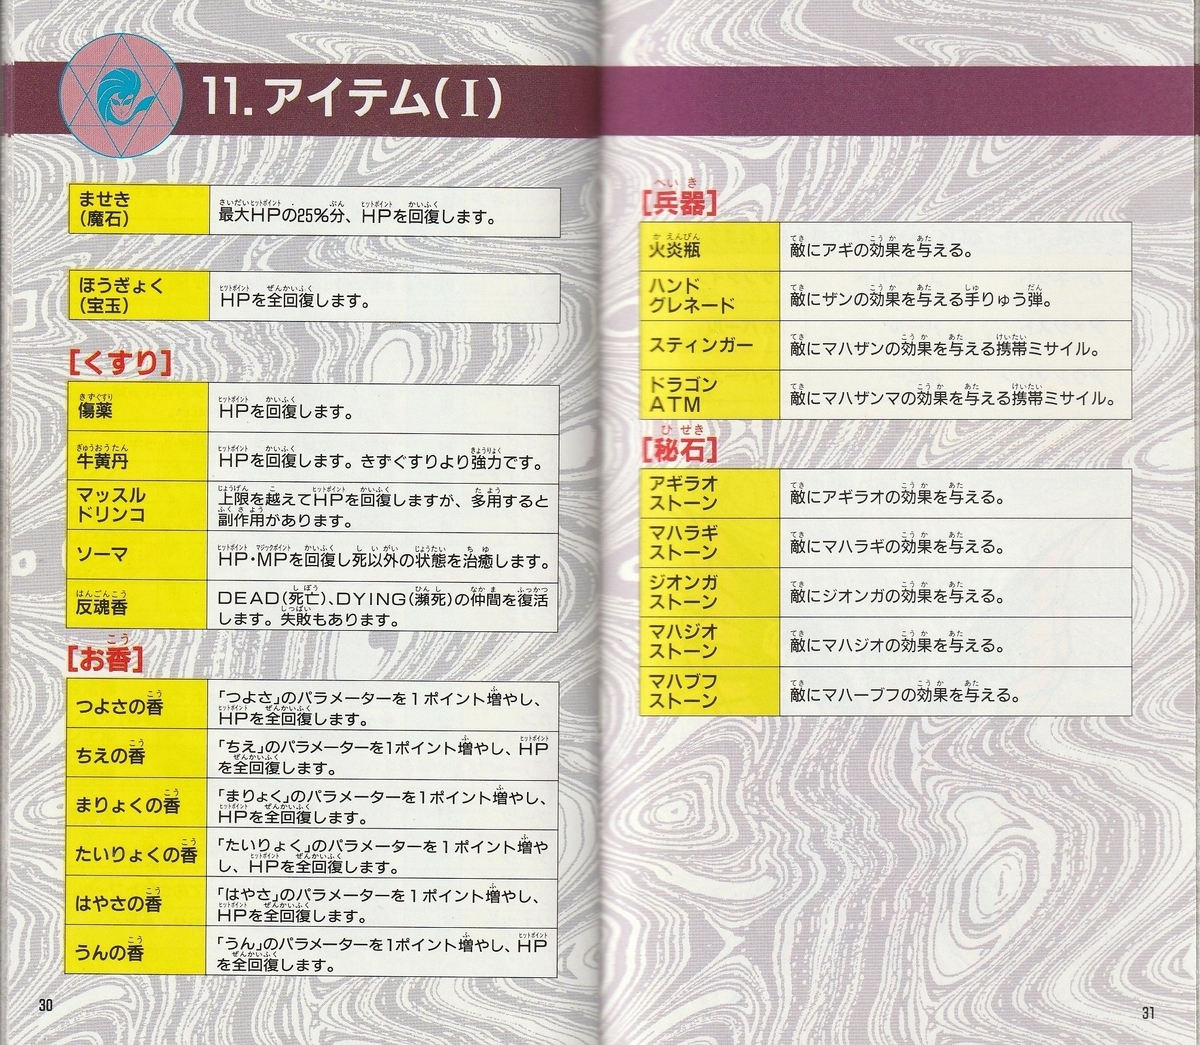 11.アイテム(Ⅰ)
ませき
(魔石)
最大HPの25%分、HPを回復します。
ほうぎょく
(宝玉)
HPを全回復します。
[くすり]
傷薬
HPを回復します。
牛黄丹
HPを回復します。きずぐすりより強力です。
マッスル
ドリンコ
上限を越えてHPを回復しますが、多用すると
副作用があります。
ソーマ
HP・MPを回復し死以外の状態を治癒します。
反魂香
DEAD(死亡)、DYING(瀕死)の仲間を復活
します。失敗もあります。
[お香]
つよさの香
「つよさ」のパラメーターを1ポイント増やし、
HPを全回復します。
ちえの香
「ちえ」のパラメーターを1ポイント増やし、HP
を全回復します。
まりょくの香
「まりょく」のパラメーターを1ポイント増やし、
HPを全回復します。
たいりょくの香
「たいりょく」のパラメーターを1ポイント増や
し、HPを全回復します。
はやさの香
「はやさ」のパラメーターを1ポイント増やし、
HPを全回復します。
うんの香
「うん」のパラメーターを1ポイント増やし、HP
を全回復します。
30
[兵器]
火炎瓶
敵にアギの効果を与える。
ハンド
グレネード
敵にザンの効果を与える手りゅう弾。
スティンガー
敵にマハザンの効果を与える携帯ミサイル。
ドラゴン
ATM
敵にマハザンマの効果を与える携帯ミサイル。
[秘石]
アギラオ
ストーン
敵にアギラオの効果を与える。
マハラギ
ストーン
敵にマハラギの効果を与える。
ジオンガ
ストーン
敵にジオンガの効果を与える。
マハジオ
ストーン
敵にマハジオの効果を与える。
マハブフ
ストーン
敵にマハーブフの効果を与える。
31